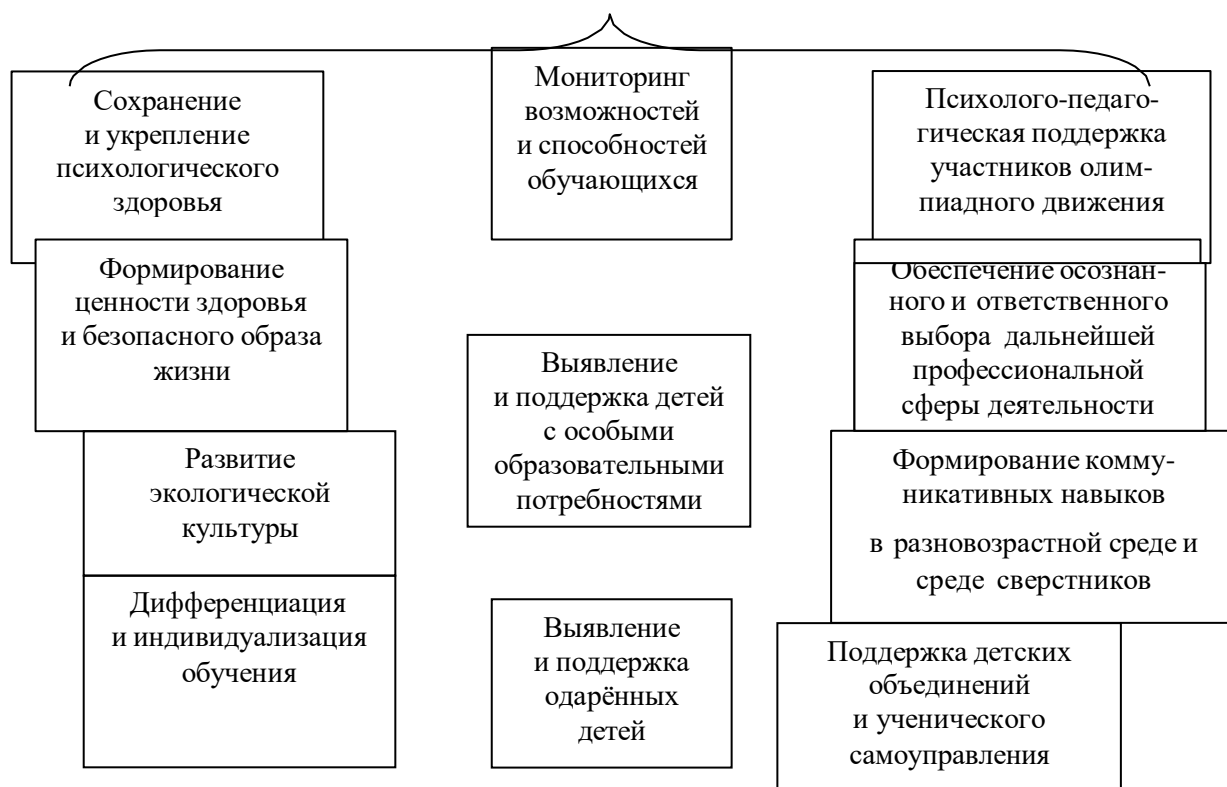 Сохранение
и укрепление
психологического
здоровья
Формирование
ценности здоровья
и безопасного образа
жизни
Развитие
экологической
культуры
Дифференциация
и индивидуализация
обучения
Мониторинг
возможностей
и способностей
обучающихся
Выявление
и поддержка детей
с особыми
образовательными
потребностями
Выявление
и поддержка
одарённых
детей
Психолого-педаго-
гическая поддержка
участников олим-
пиадного движения
Обеспечение осознан-
ного и ответственного
выбора дальнейшей
профессиональной
сферы деятельности
Формирование комму-
никативных навыков
в разновозрастной среде и
среде сверстников
Поддержка детских
объединений
и ученического
самоуправления